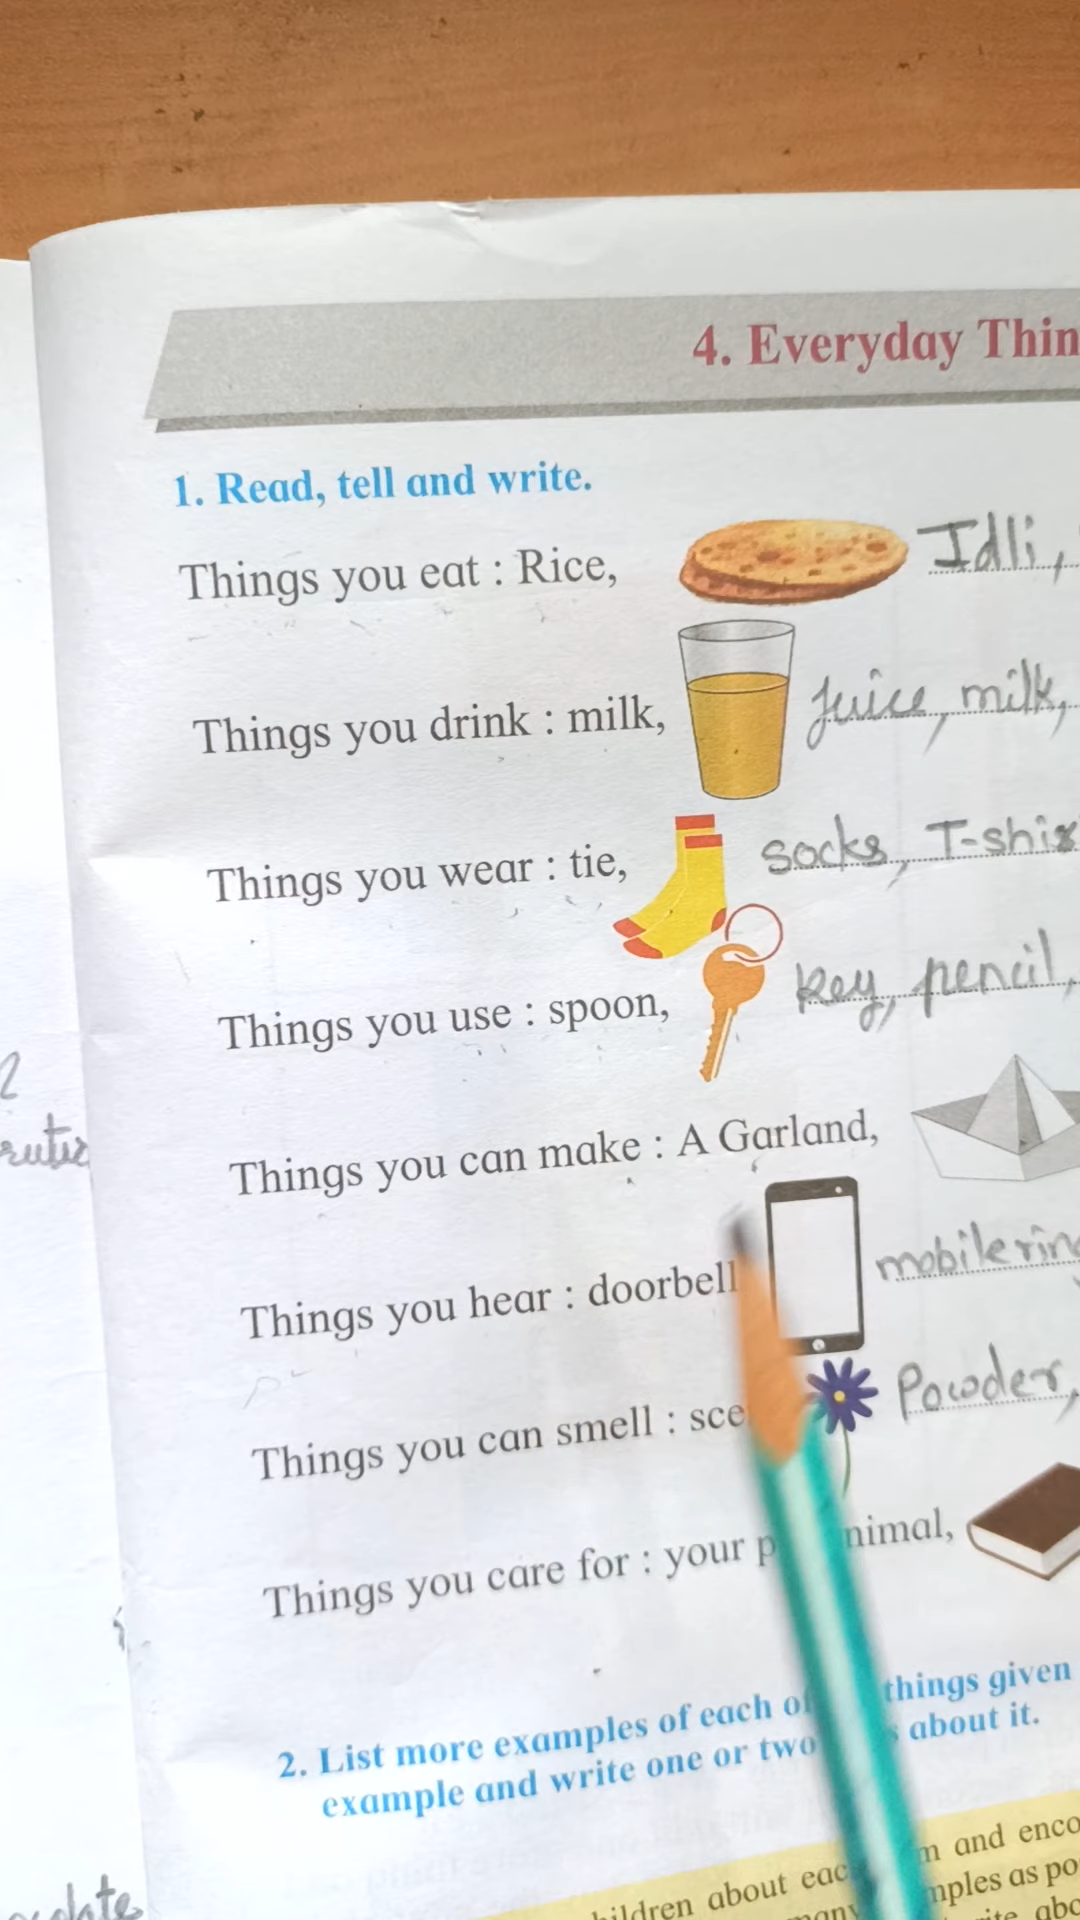 4. Everyday Thin
1. Read, tell and write.
Things you eat : Rice, Idli,
Things you drink : milk, juice, milk,
Things you wear : tie, socks, T-shir
Things you use : spoon, key, pencil,
Things you can make : A Garland,
Things you hear : doorbell mobile ring
Things you can smell : sce Powder,
Things you care for : your p nimal,
2. List more examples of each of things given
example and write one or two about it.
ildren about eac m and enco
many mples as po